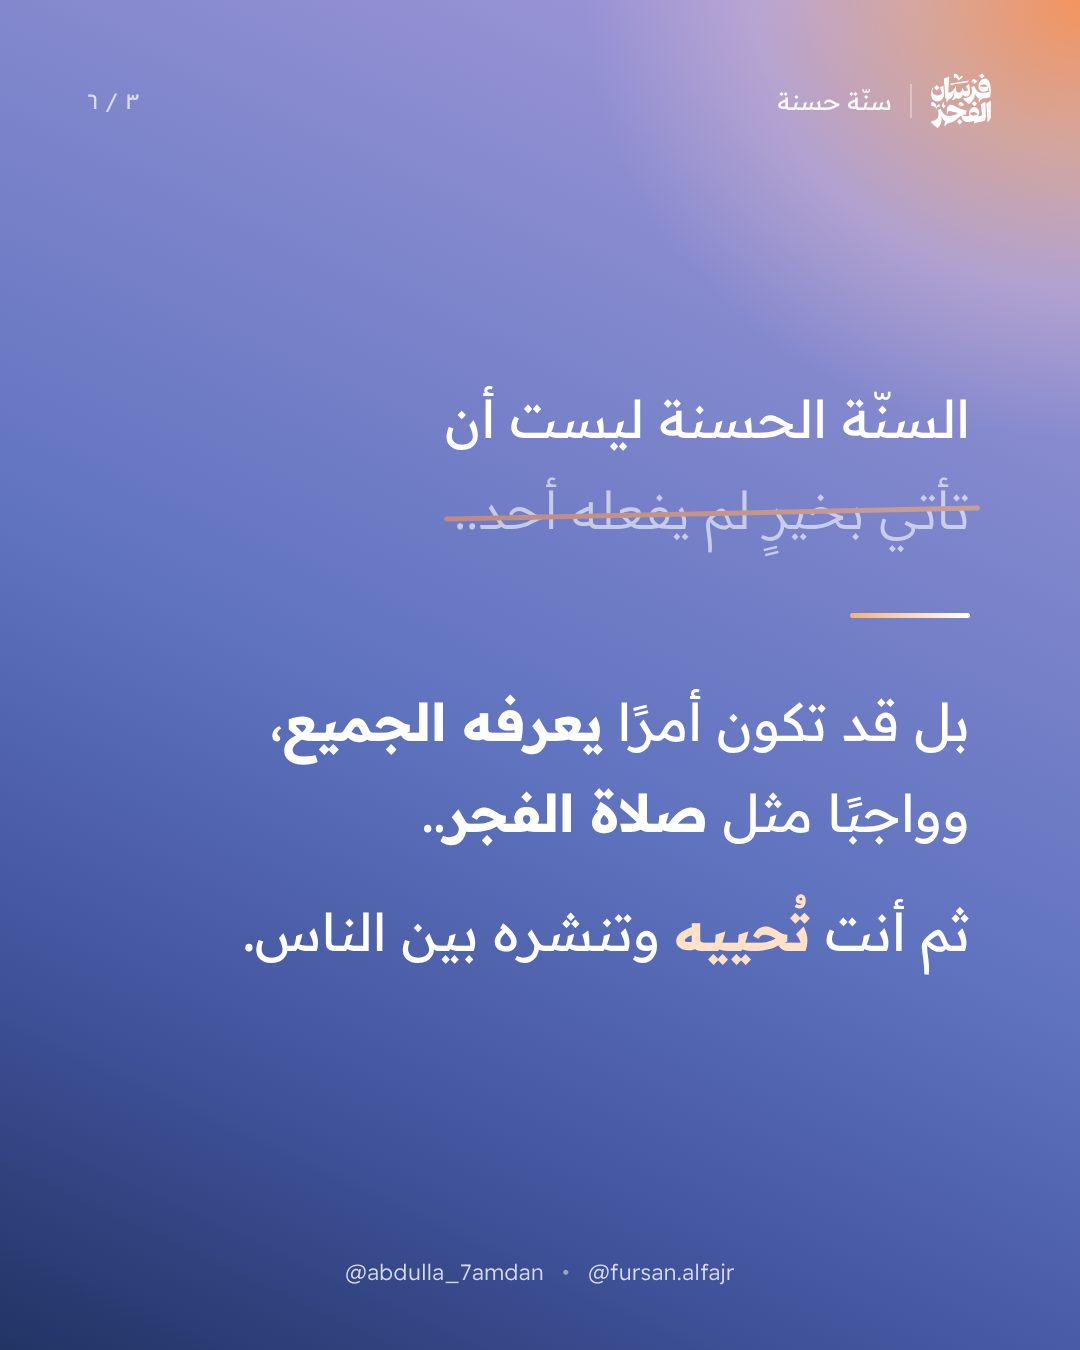 فرسان الفجر
سنّة حسنة
٣ / ٦
السنّة الحسنة ليست أن
تأتي بخيرٍ لم يفعله أحد..
بل قد تكون أمرًا يعرفه الجميع،
وواجبًا مثل صلاة الفجر..
ثم أنت تُحييه وتنشره بين الناس.
@abdulla_7amdan • @fursan.alfajr